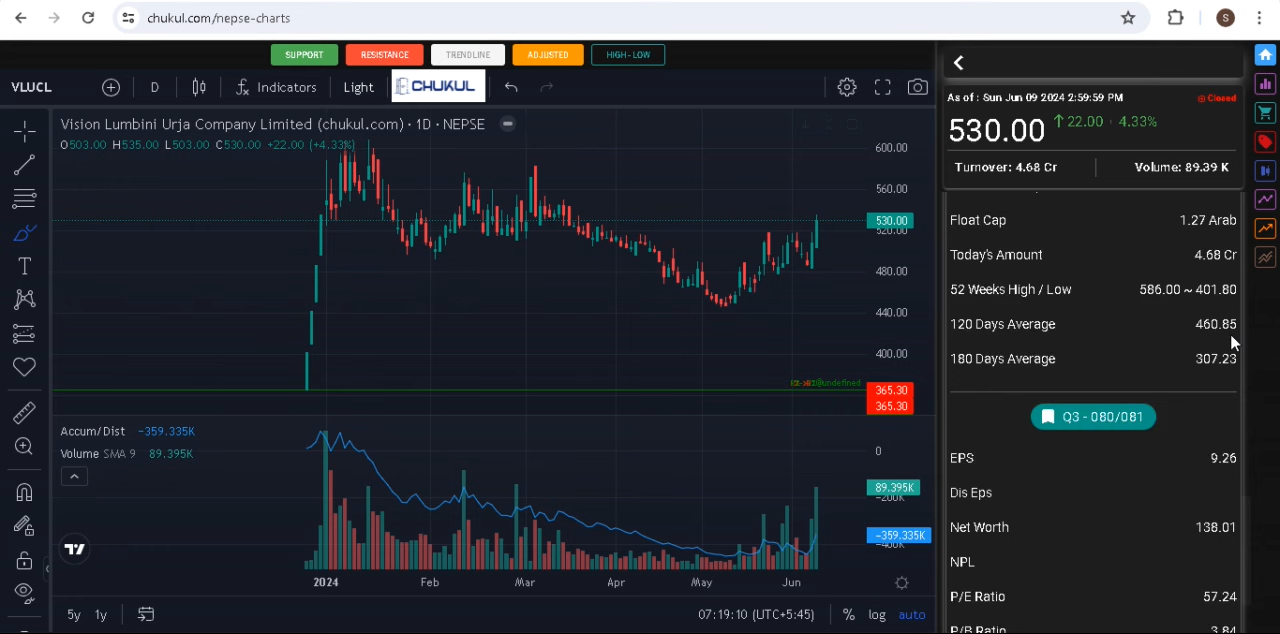 chukul.com/nepse-charts
S
SUPPORT
RESISTANCE
TRENDLINE
ADJUSTED
HIGH-LOW
VLUCL
D
Indicators
Light
CHUKUL
Vision Lumbini Urja Company Limited (chukul.com) · 1D · NEPSE
O503.00 H535.00 L503.00 C530.00 +22.00 (+4.33%)
600.00
560.00
530.00
520.00
480.00
440.00
400.00
365.30
365.30
Accum/Dist −359.335K
Volume SMA 9 89.395K
0
89.395K
−200K
−359.335K
−400K
2024 Feb Mar Apr May Jun
5y 1y
07:19:10 (UTC+5:45)
% log auto
As of : Sun Jun 09 2024 2:59:59 PM
Closed
530.00 22.00 4.33%
Turnover: 4.68 Cr
Volume: 89.39 K
Float Cap 1.27 Arab
Today's Amount 4.68 Cr
52 Weeks High / Low 586.00 ~ 401.80
120 Days Average 460.85
180 Days Average 307.23
Q3 - 080/081
EPS 9.26
Dis Eps
Net Worth 138.01
NPL
P/E Ratio 57.24
P/B Ratio 3.84